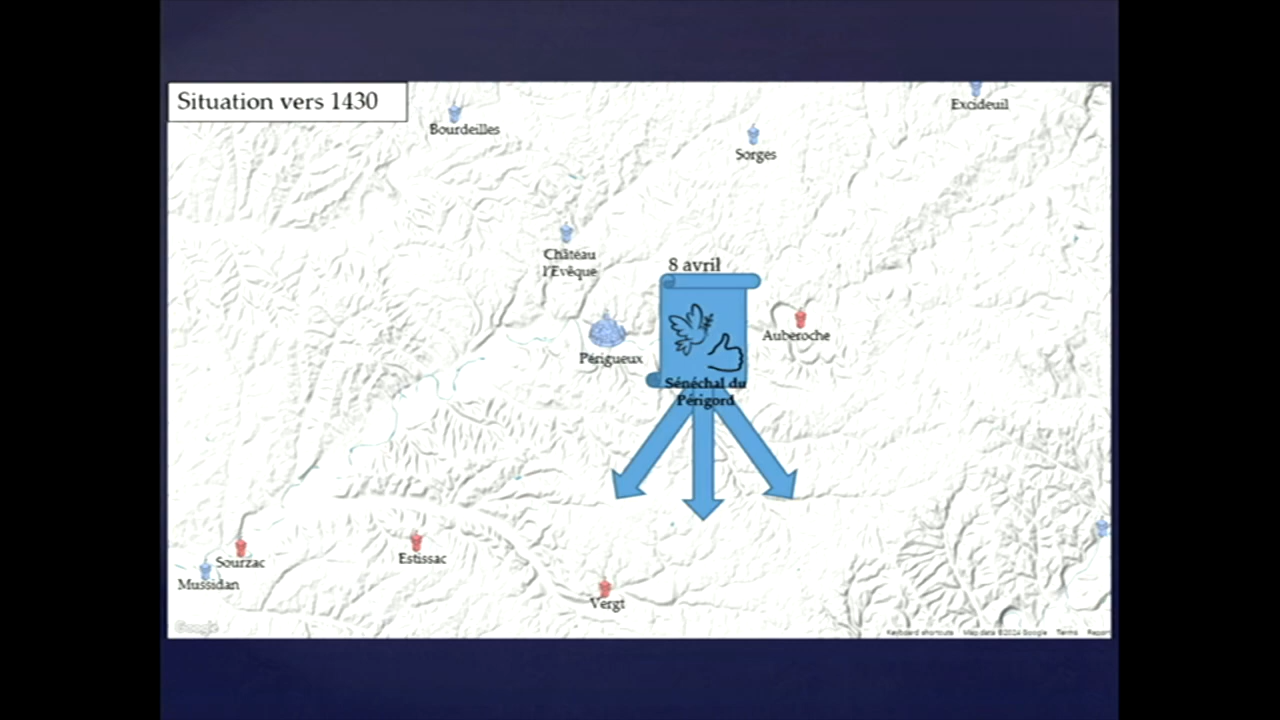 Situation vers 1430
Excideuil
Bourdeilles
Sorges
Château
l'Evêque
8 avril
Auberoche
Périgueux
Sénéchal du
Périgord
Estissac
Sourzac
Mussidan
Vergt
Google
Keyboard shortcuts Map data ©2024 Google Terms Report